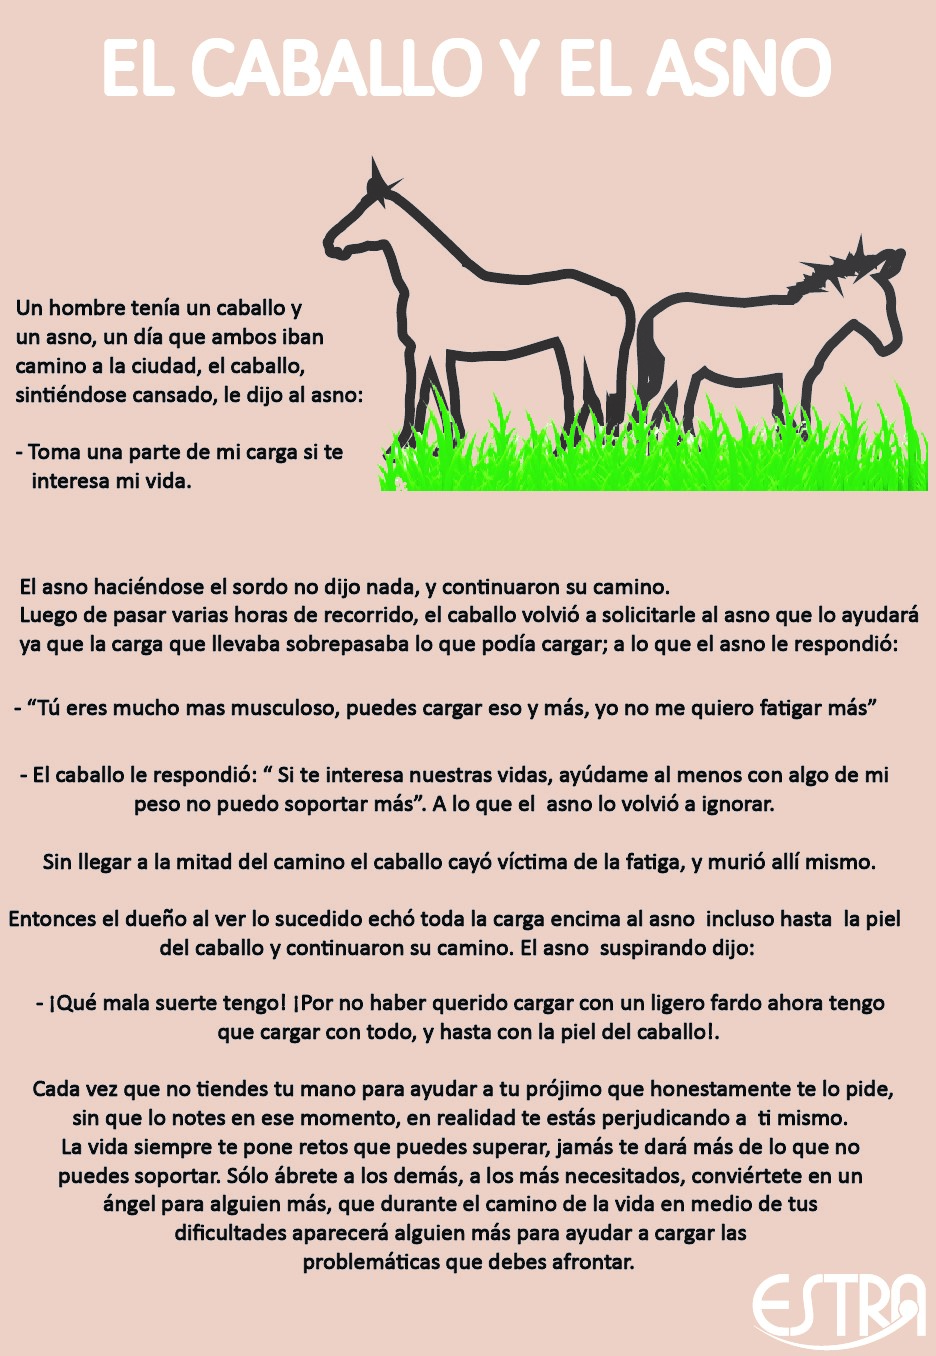 EL CABALLO Y EL ASNO
Un hombre tenía un caballo y
un asno, un día que ambos iban
camino a la ciudad, el caballo,
sintiéndose cansado, le dijo al asno:
- Toma una parte de mi carga si te
interesa mi vida.
El asno haciéndose el sordo no dijo nada, y continuaron su camino.
Luego de pasar varias horas de recorrido, el caballo volvió a solicitarle al asno que lo ayudará
ya que la carga que llevaba sobrepasaba lo que podía cargar; a lo que el asno le respondió:
- “Tú eres mucho mas musculoso, puedes cargar eso y más, yo no me quiero fatigar más”
- El caballo le respondió: “ Si te interesa nuestras vidas, ayúdame al menos con algo de mi
peso no puedo soportar más”. A lo que el  asno lo volvió a ignorar.
Sin llegar a la mitad del camino el caballo cayó víctima de la fatiga, y murió allí mismo.
Entonces el dueño al ver lo sucedido echó toda la carga encima al asno  incluso hasta  la piel
del caballo y continuaron su camino. El asno  suspirando dijo:
- ¡Qué mala suerte tengo! ¡Por no haber querido cargar con un ligero fardo ahora tengo
que cargar con todo, y hasta con la piel del caballo!.
Cada vez que no tiendes tu mano para ayudar a tu prójimo que honestamente te lo pide,
sin que lo notes en ese momento, en realidad te estás perjudicando a  ti mismo.
La vida siempre te pone retos que puedes superar, jamás te dará más de lo que no
puedes soportar. Sólo ábrete a los demás, a los más necesitados, conviértete en un
ángel para alguien más, que durante el camino de la vida en medio de tus
dificultades aparecerá alguien más para ayudar a cargar las
problemáticas que debes afrontar.
ESTRA